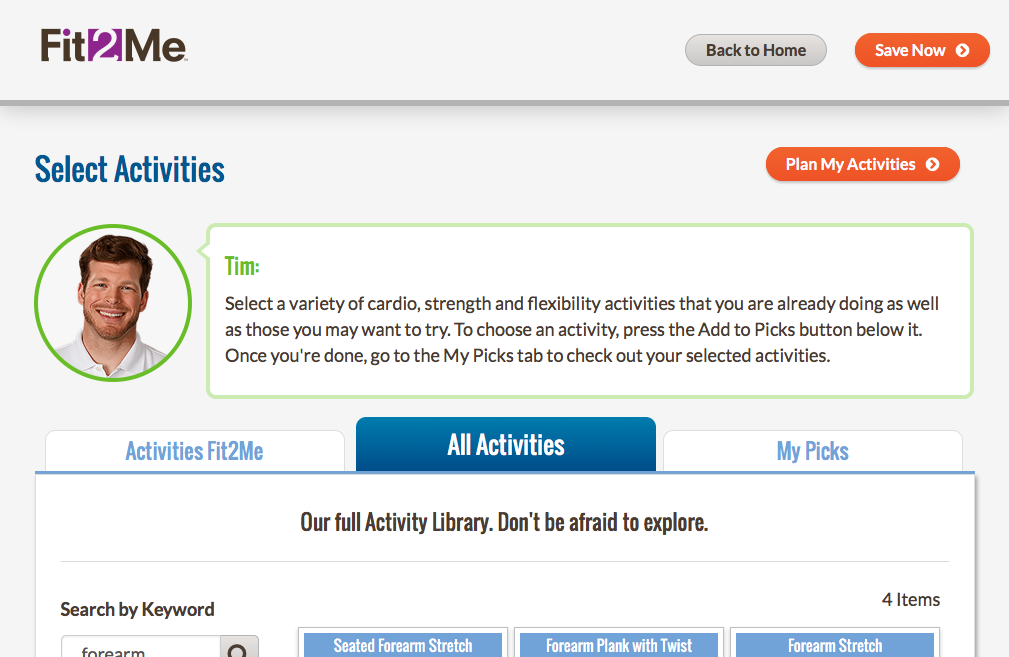 Fit2Me
Back to Home
Save Now
Select Activities
Plan My Activities
Tim:
Select a variety of cardio, strength and flexibility activities that you are already doing as well
as those you may want to try. To choose an activity, press the Add to Picks button below it.
Once you're done, go to the My Picks tab to check out your selected activities.
Activities Fit2Me
All Activities
My Picks
Our full Activity Library. Don't be afraid to explore.
4 Items
Search by Keyword
forearm
Seated Forearm Stretch
Forearm Plank with Twist
Forearm Stretch